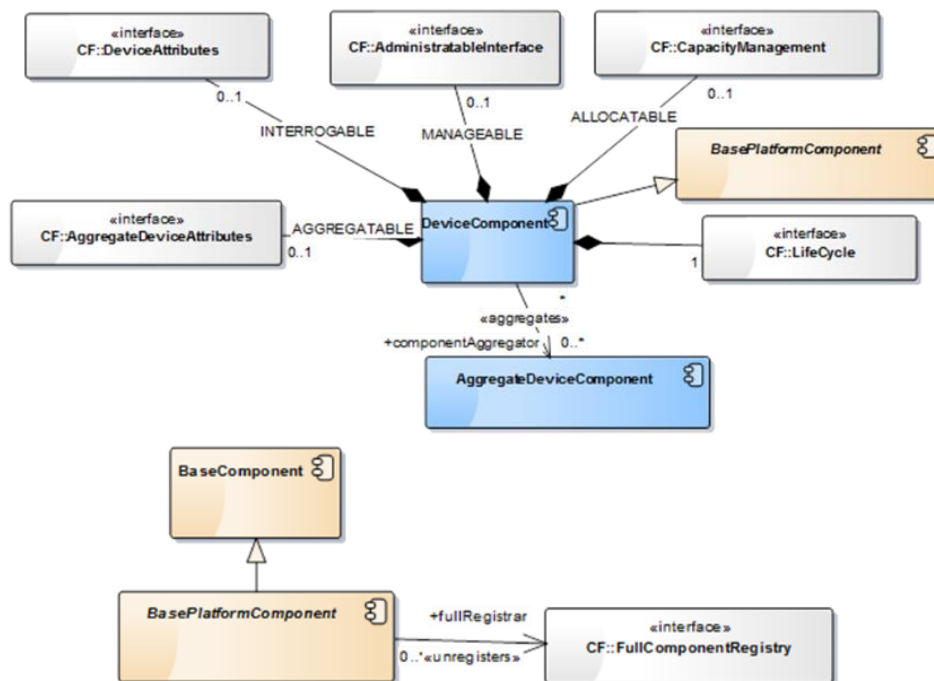 «interface»
CF::DeviceAttributes
«interface»
CF::AdministratableInterface
«interface»
CF::CapacityManagement
0..1
0..1
0..1
INTERROGABLE
MANEGEABLE
ALLOCATABLE
BasePlatformComponent
«interface»
CF::AggregateDeviceAttributes
AGGREGATABLE
0..1
DeviceComponent
«interface»
CF::LifeCycle
1
*
«aggregates»
+componentAggregator
0..*
AggregateDeviceComponent
BaseComponent
BasePlatformComponent
+fullRegistrar
0..*
«unregisters»
«interface»
CF::FullComponentRegistry